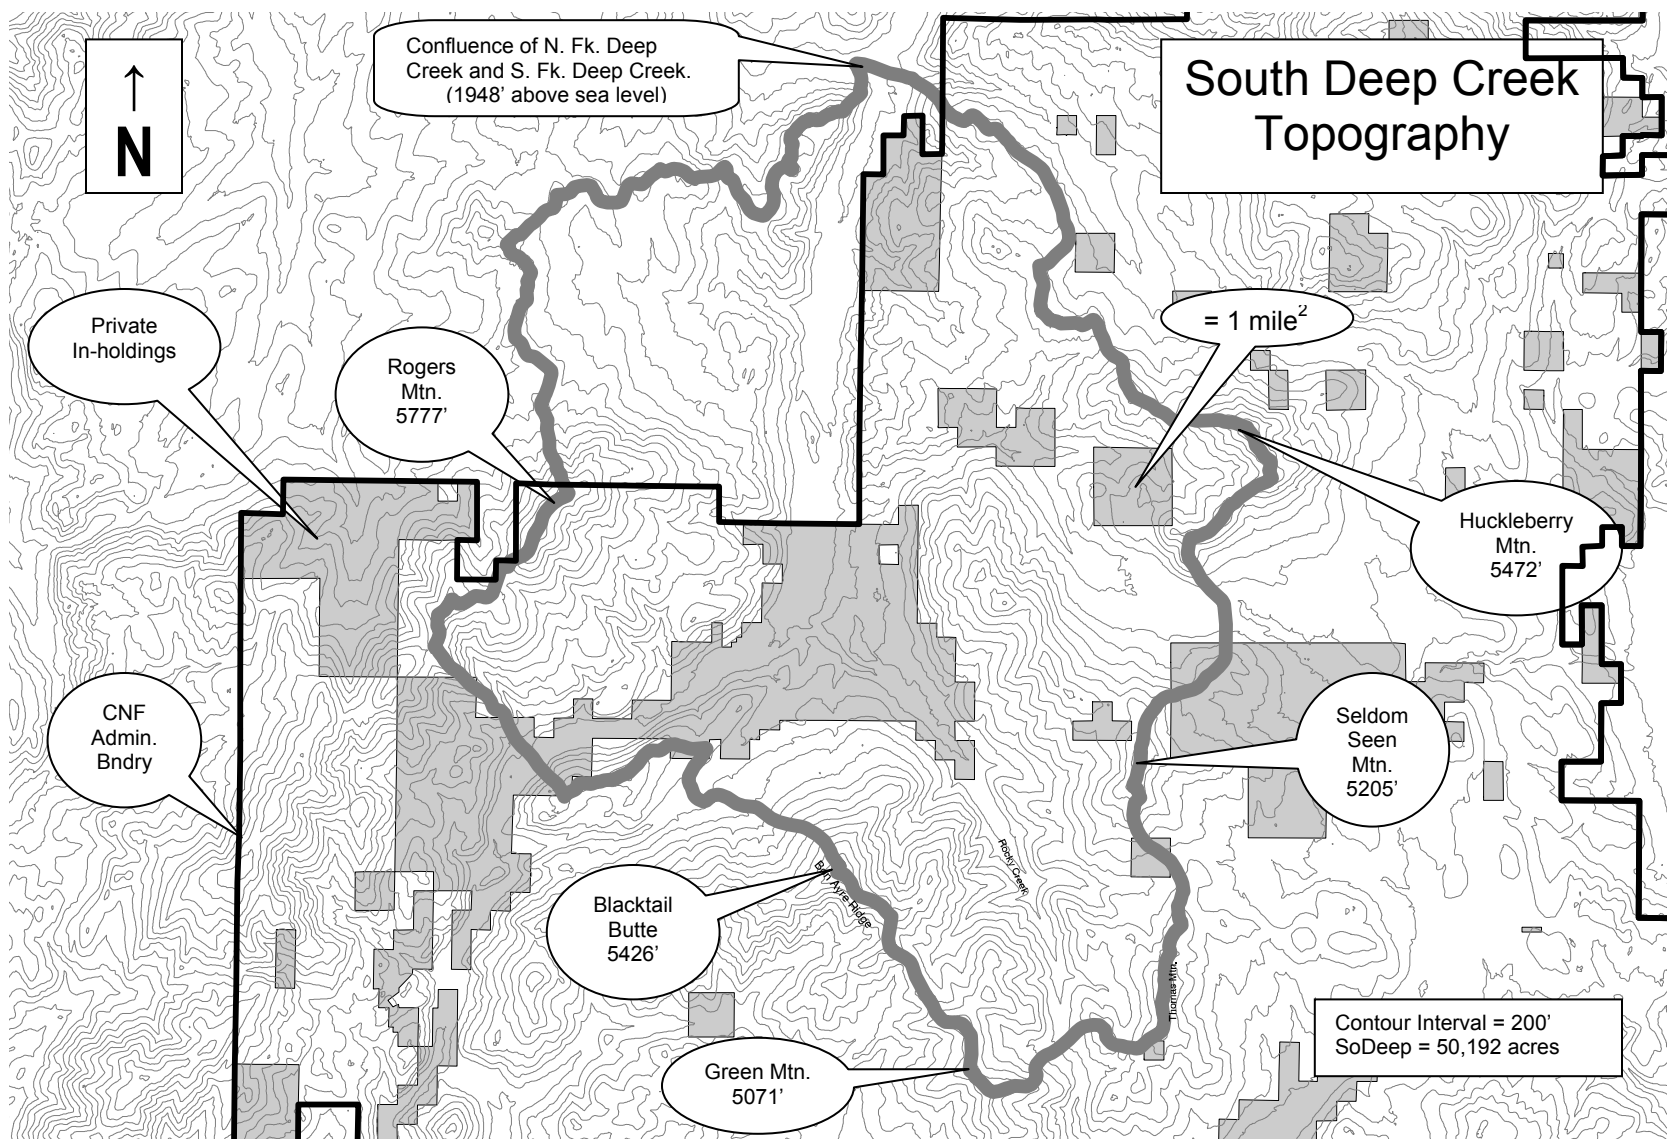 Confluence of N. Fk. Deep
Creek and S. Fk. Deep Creek.
(1948' above sea level)
↑
N
South Deep Creek
Topography
Private
In-holdings
= 1 mile²
Rogers
Mtn.
5777'
Huckleberry
Mtn.
5472'
CNF
Admin.
Bndry
Seldom
Seen
Mtn.
5205'
Rocky Creek
Bon Ayre Ridge
Blacktail
Butte
5426'
Thomas Mtn.
Green Mtn.
5071'
Contour Interval = 200'
SoDeep = 50,192 acres